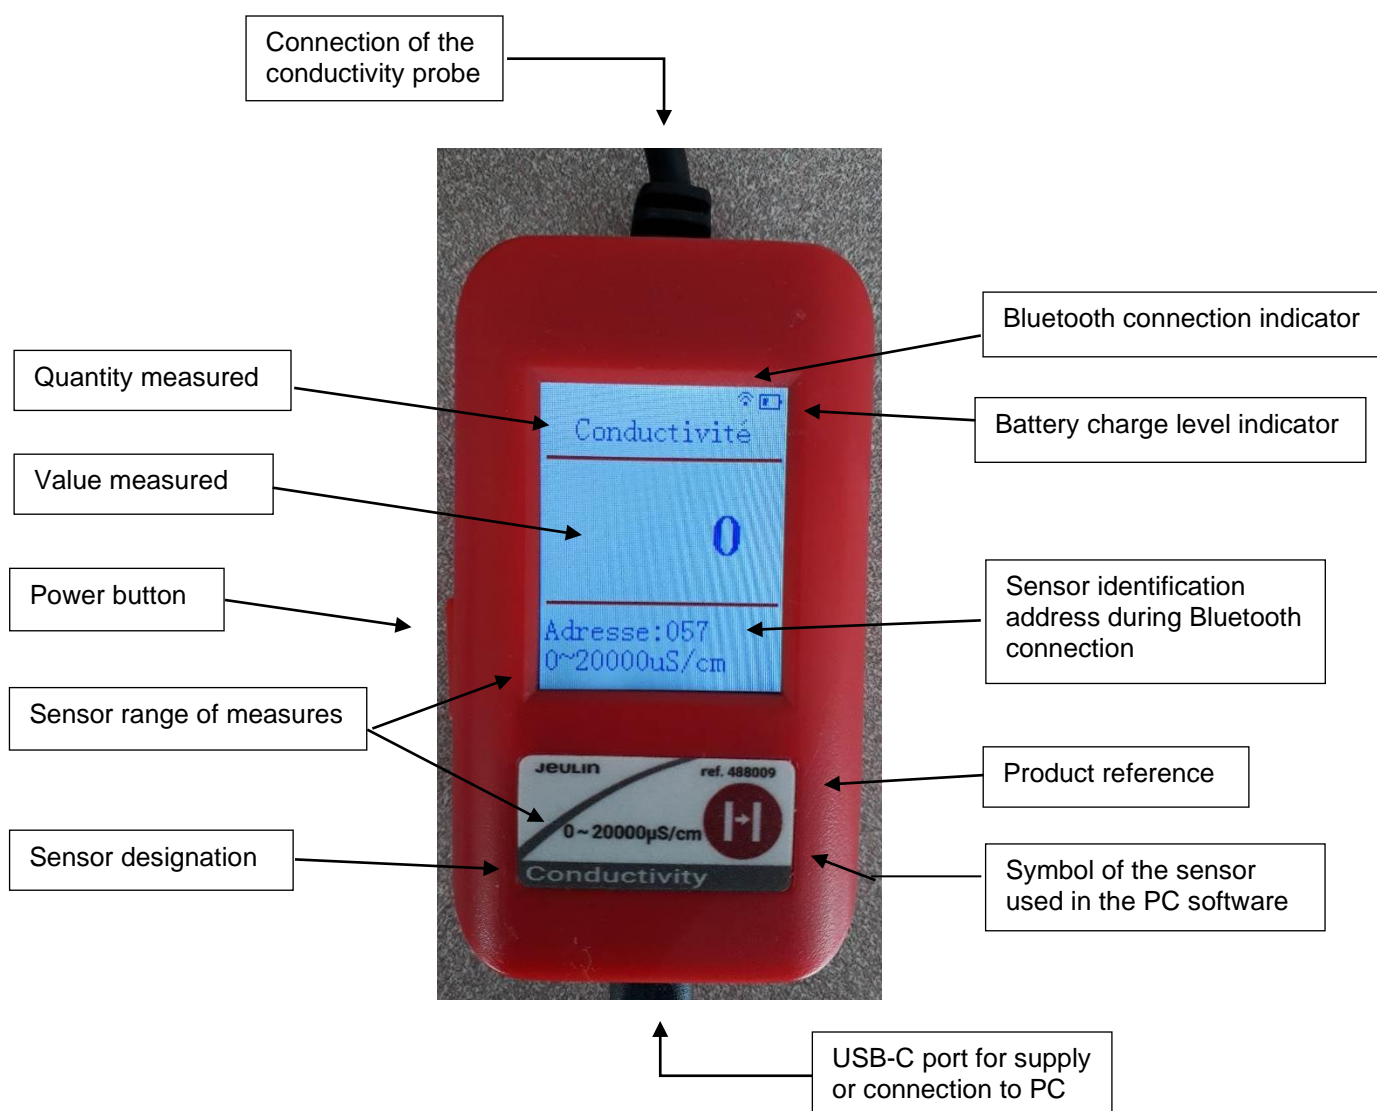 Connection of the
conductivity probe
Bluetooth connection indicator
Quantity measured
Battery charge level indicator
Conductivité
Value measured
0
Power button
Sensor identification
address during Bluetooth
connection
Adresse:057
0~20000uS/cm
Sensor range of measures
Product reference
JEULIN
ref. 488009
0~20000µS/cm
Conductivity
Sensor designation
Symbol of the sensor
used in the PC software
USB-C port for supply
or connection to PC